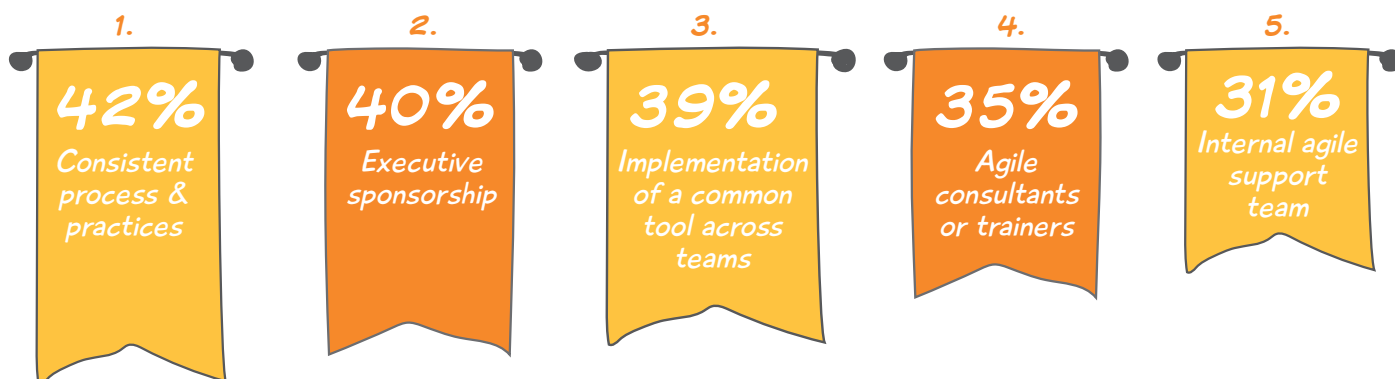 1.
42%
Consistent
process &
practices
2.
40%
Executive
sponsorship
3.
39%
Implementation
of a common
tool across
teams
4.
35%
Agile
consultants
or trainers
5.
31%
Internal agile
support
team